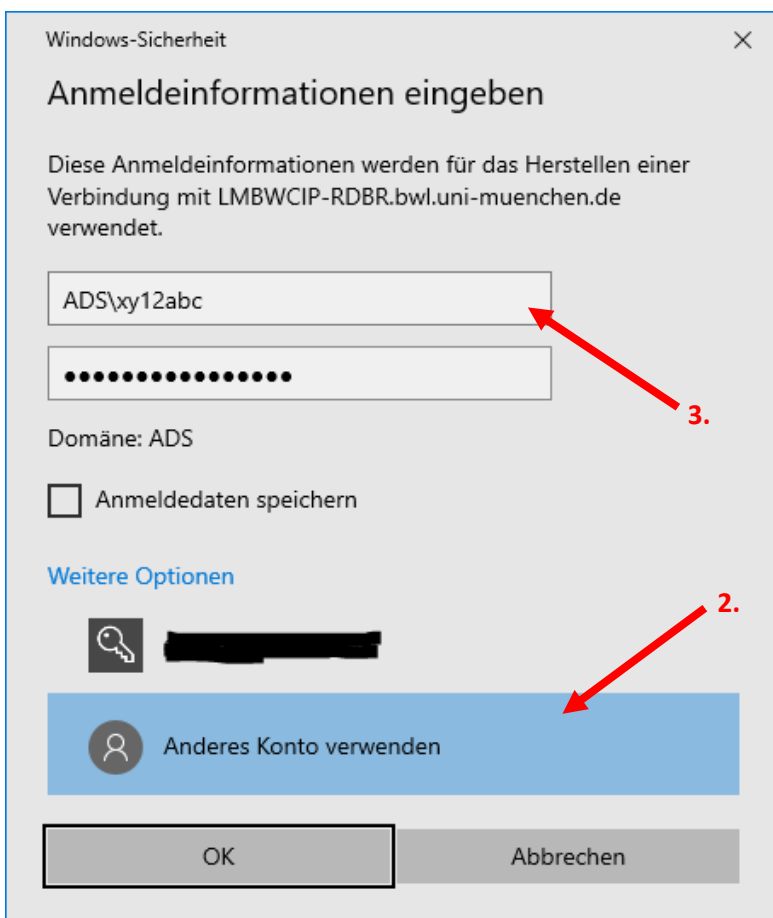 Windows-Sicherheit
Anmeldeinformationen eingeben
Diese Anmeldeinformationen werden für das Herstellen einer
Verbindung mit LMBWCIP-RDBR.bwl.uni-muenchen.de
verwendet.
ADS\xy12abc
••••••••••••••••
3.
Domäne: ADS
Anmeldedaten speichern
Weitere Optionen
2.
Anderes Konto verwenden
OK Abbrechen